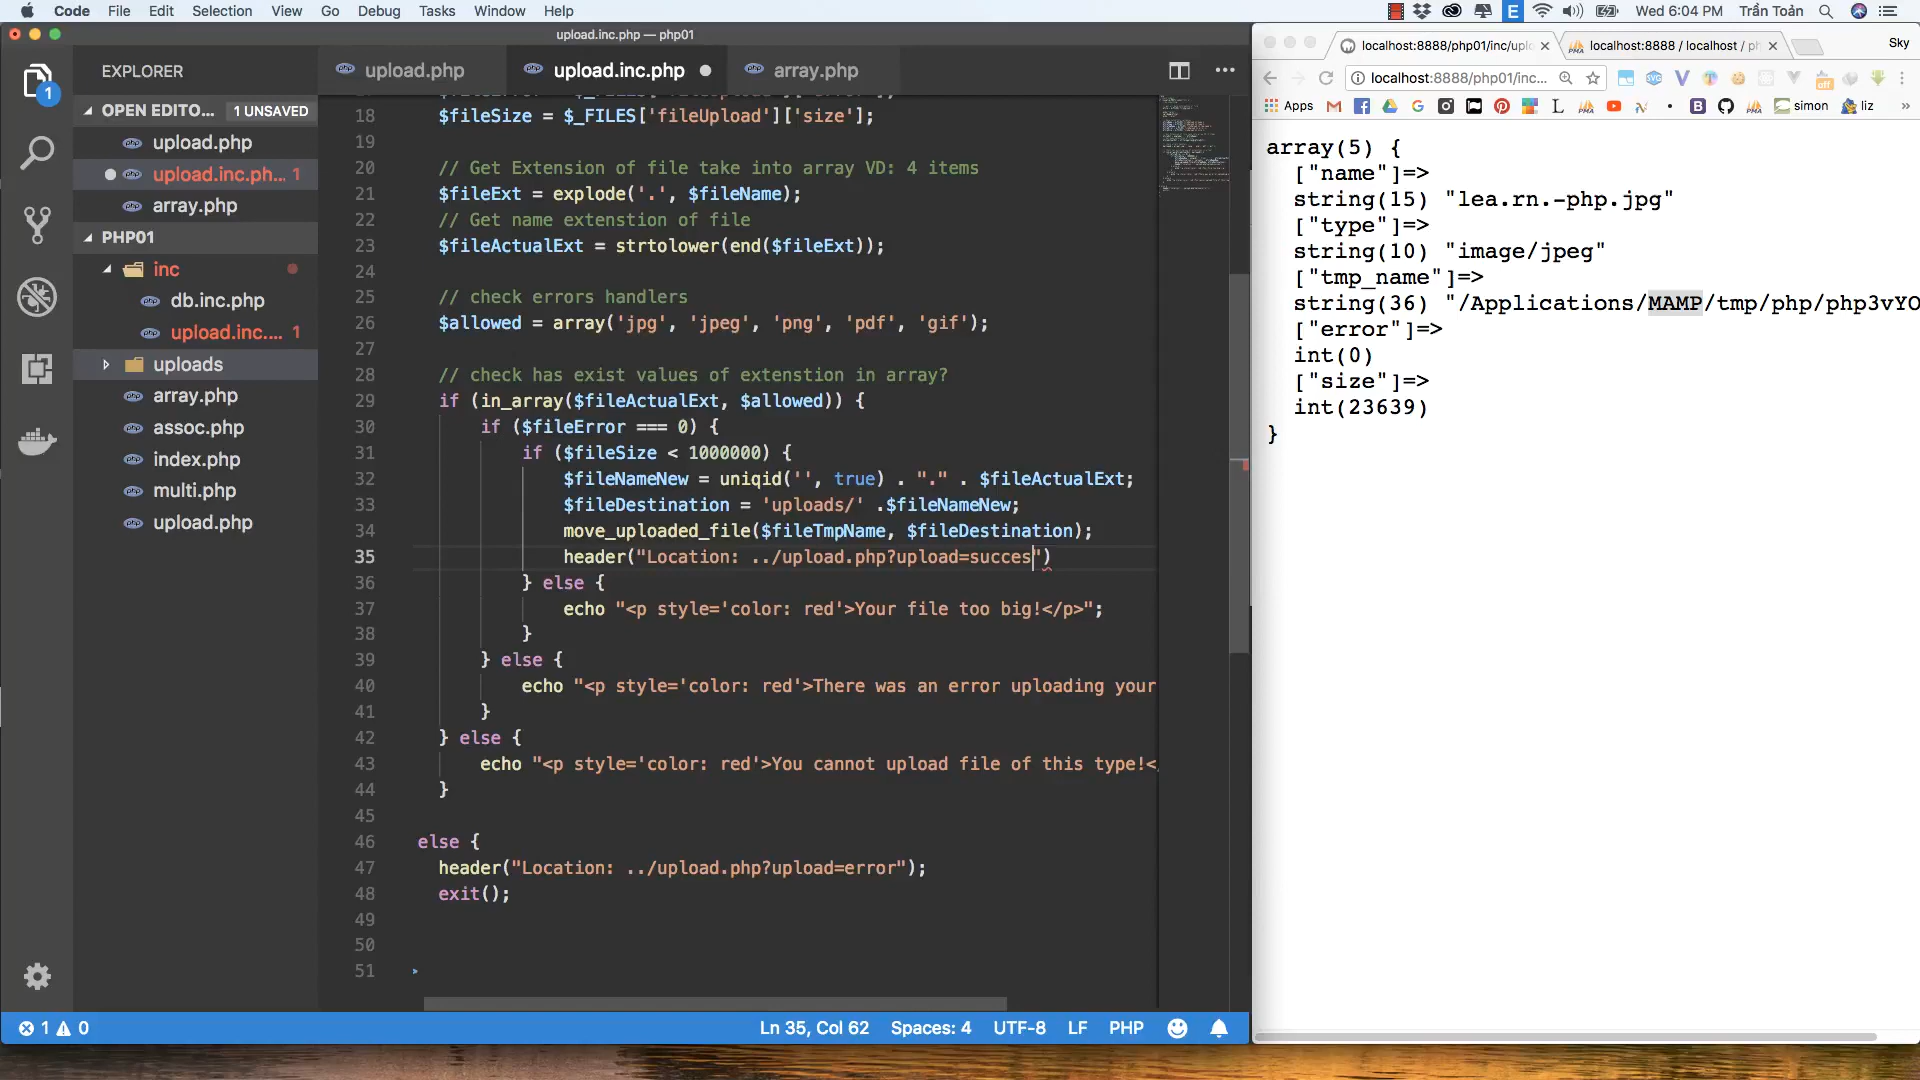 Code File Edit Selection View Go Debug Tasks Window Help
E Wed 6:04 PM Trần Toản
upload.inc.php — php01
EXPLORER
OPEN EDITO... 1 UNSAVED
upload.php
upload.inc.ph... 1
array.php
PHP01
inc
db.inc.php
upload.inc.... 1
uploads
array.php
assoc.php
index.php
multi.php
upload.php
1
upload.php upload.inc.php array.php
18 $fileSize = $_FILES['fileUpload']['size'];
19
20 // Get Extension of file take into array VD: 4 items
21 $fileExt = explode('.', $fileName);
22 // Get name extenstion of file
23 $fileActualExt = strtolower(end($fileExt));
24
25 // check errors handlers
26 $allowed = array('jpg', 'jpeg', 'png', 'pdf', 'gif');
27
28 // check has exist values of extenstion in array?
29 if (in_array($fileActualExt, $allowed)) {
30 if ($fileError === 0) {
31 if ($fileSize < 1000000) {
32 $fileNameNew = uniqid('', true) . "." . $fileActualExt;
33 $fileDestination = 'uploads/' .$fileNameNew;
34 move_uploaded_file($fileTmpName, $fileDestination);
35 header("Location: ../upload.php?upload=succes")
36 } else {
37 echo "<p style='color: red'>Your file too big!</p>";
38 }
39 } else {
40 echo "<p style='color: red'>There was an error uploading your
41 }
42 } else {
43 echo "<p style='color: red'>You cannot upload file of this type!<
44 }
45
46 else {
47 header("Location: ../upload.php?upload=error");
48 exit();
49
50
51
1 0 Ln 35, Col 62 Spaces: 4 UTF-8 LF PHP
localhost:8888/php01/inc/uplo localhost:8888 / localhost / ph Sky
localhost:8888/php01/inc...
Apps liz simon
array(5) {
["name"]=>
string(15) "lea.rn.-php.jpg"
["type"]=>
string(10) "image/jpeg"
["tmp_name"]=>
string(36) "/Applications/MAMP/tmp/php/php3vYO
["error"]=>
int(0)
["size"]=>
int(23639)
}